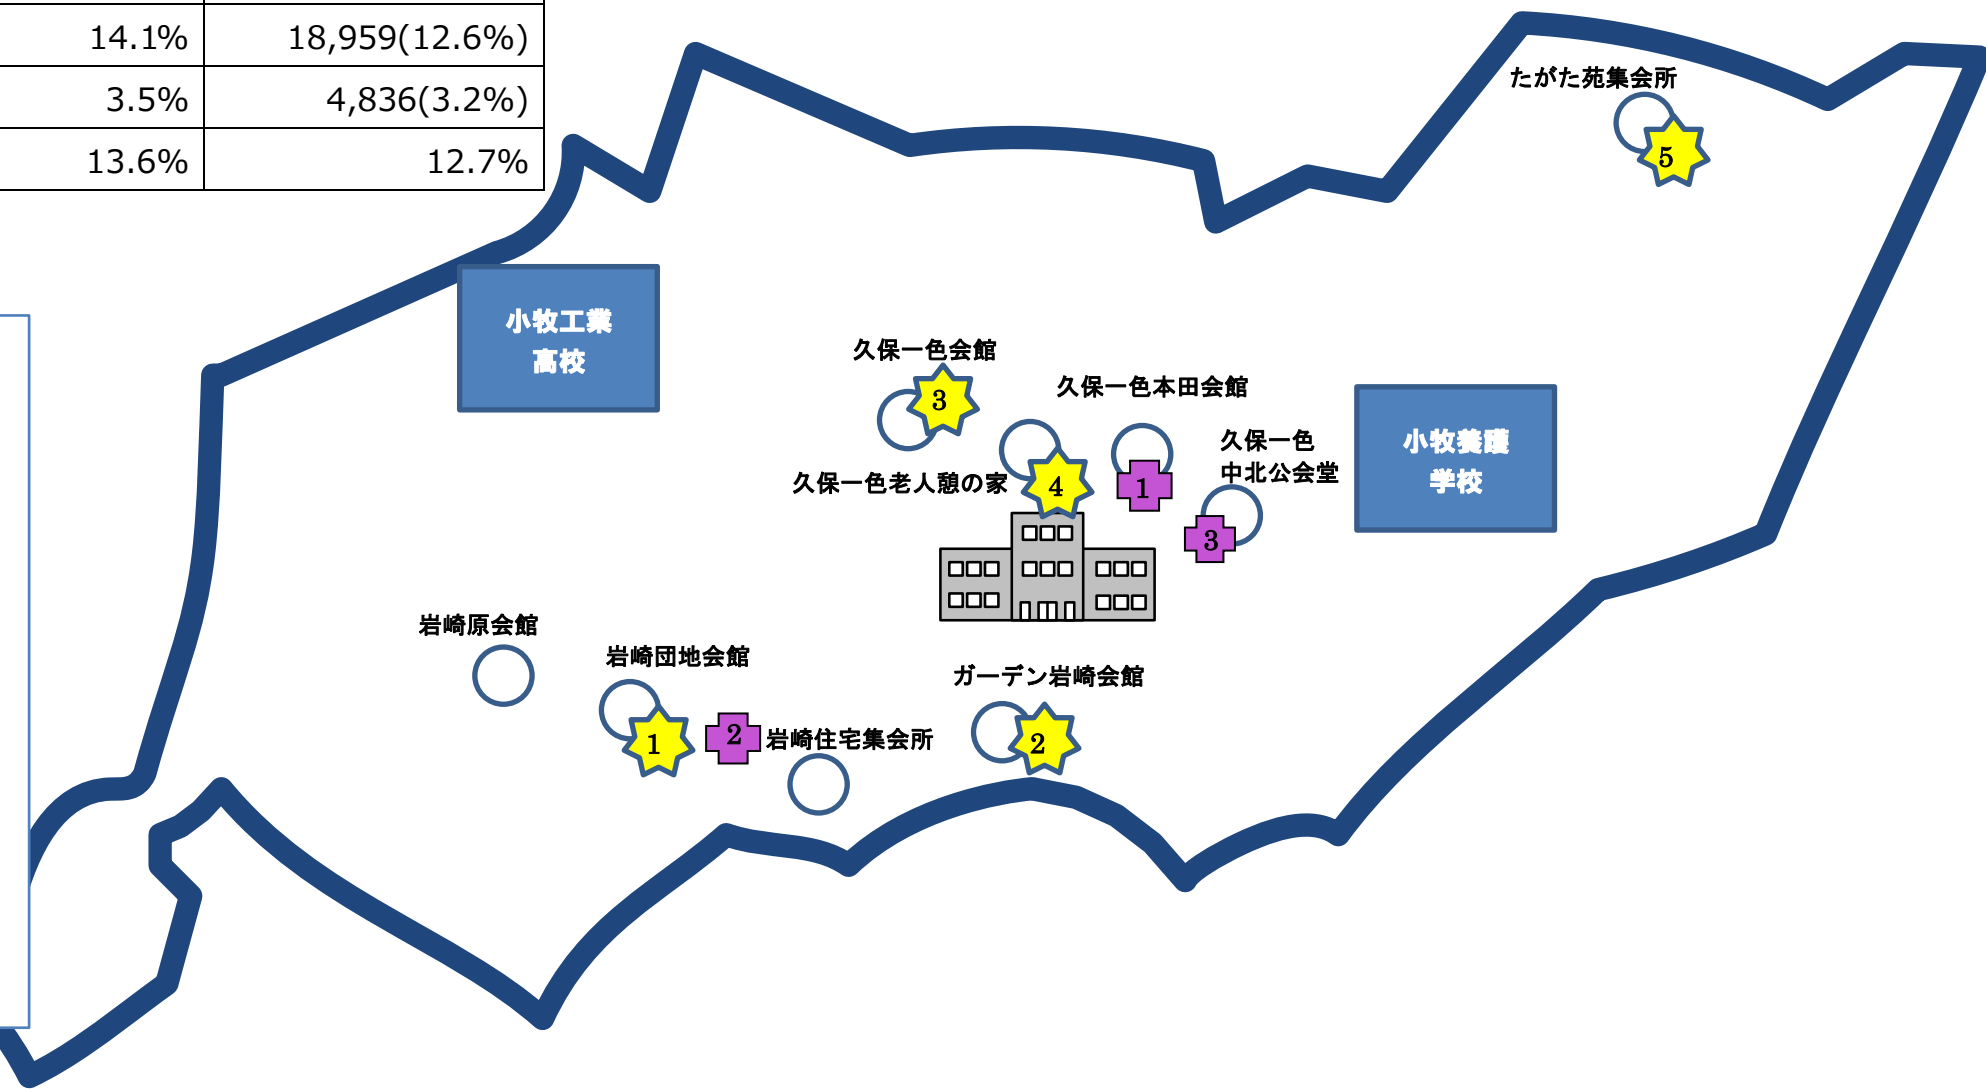 14.1% 18,959(12.6%)
3.5% 4,836(3.2%)
13.6% 12.7%
たがた苑集会所
5
小牧工業
高校
久保一色会館
3
久保一色本田会館
久保一色
中北公会堂
小牧養護
学校
久保一色老人憩の家
4
1
3
岩崎原会館
岩崎団地会館
ガーデン岩崎会館
1
2
岩崎住宅集会所
2